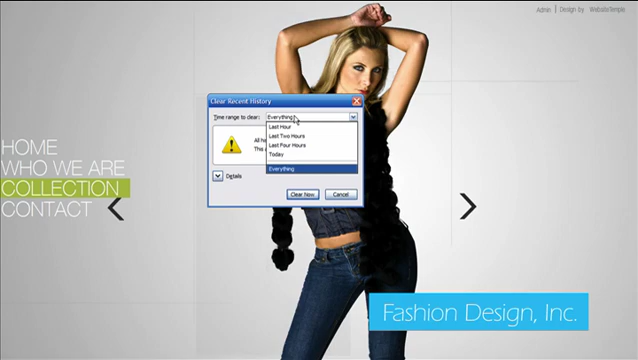 Admin | Design by WebsiteTemple
Clear Recent History
Time range to clear: Everything
Last Hour
Last Two Hours
Last Four Hours
Today
Everything
All
This
Details
Clear Now
Cancel
HOME
WHO WE ARE
COLLECTION
CONTACT
Fashion Design, Inc.